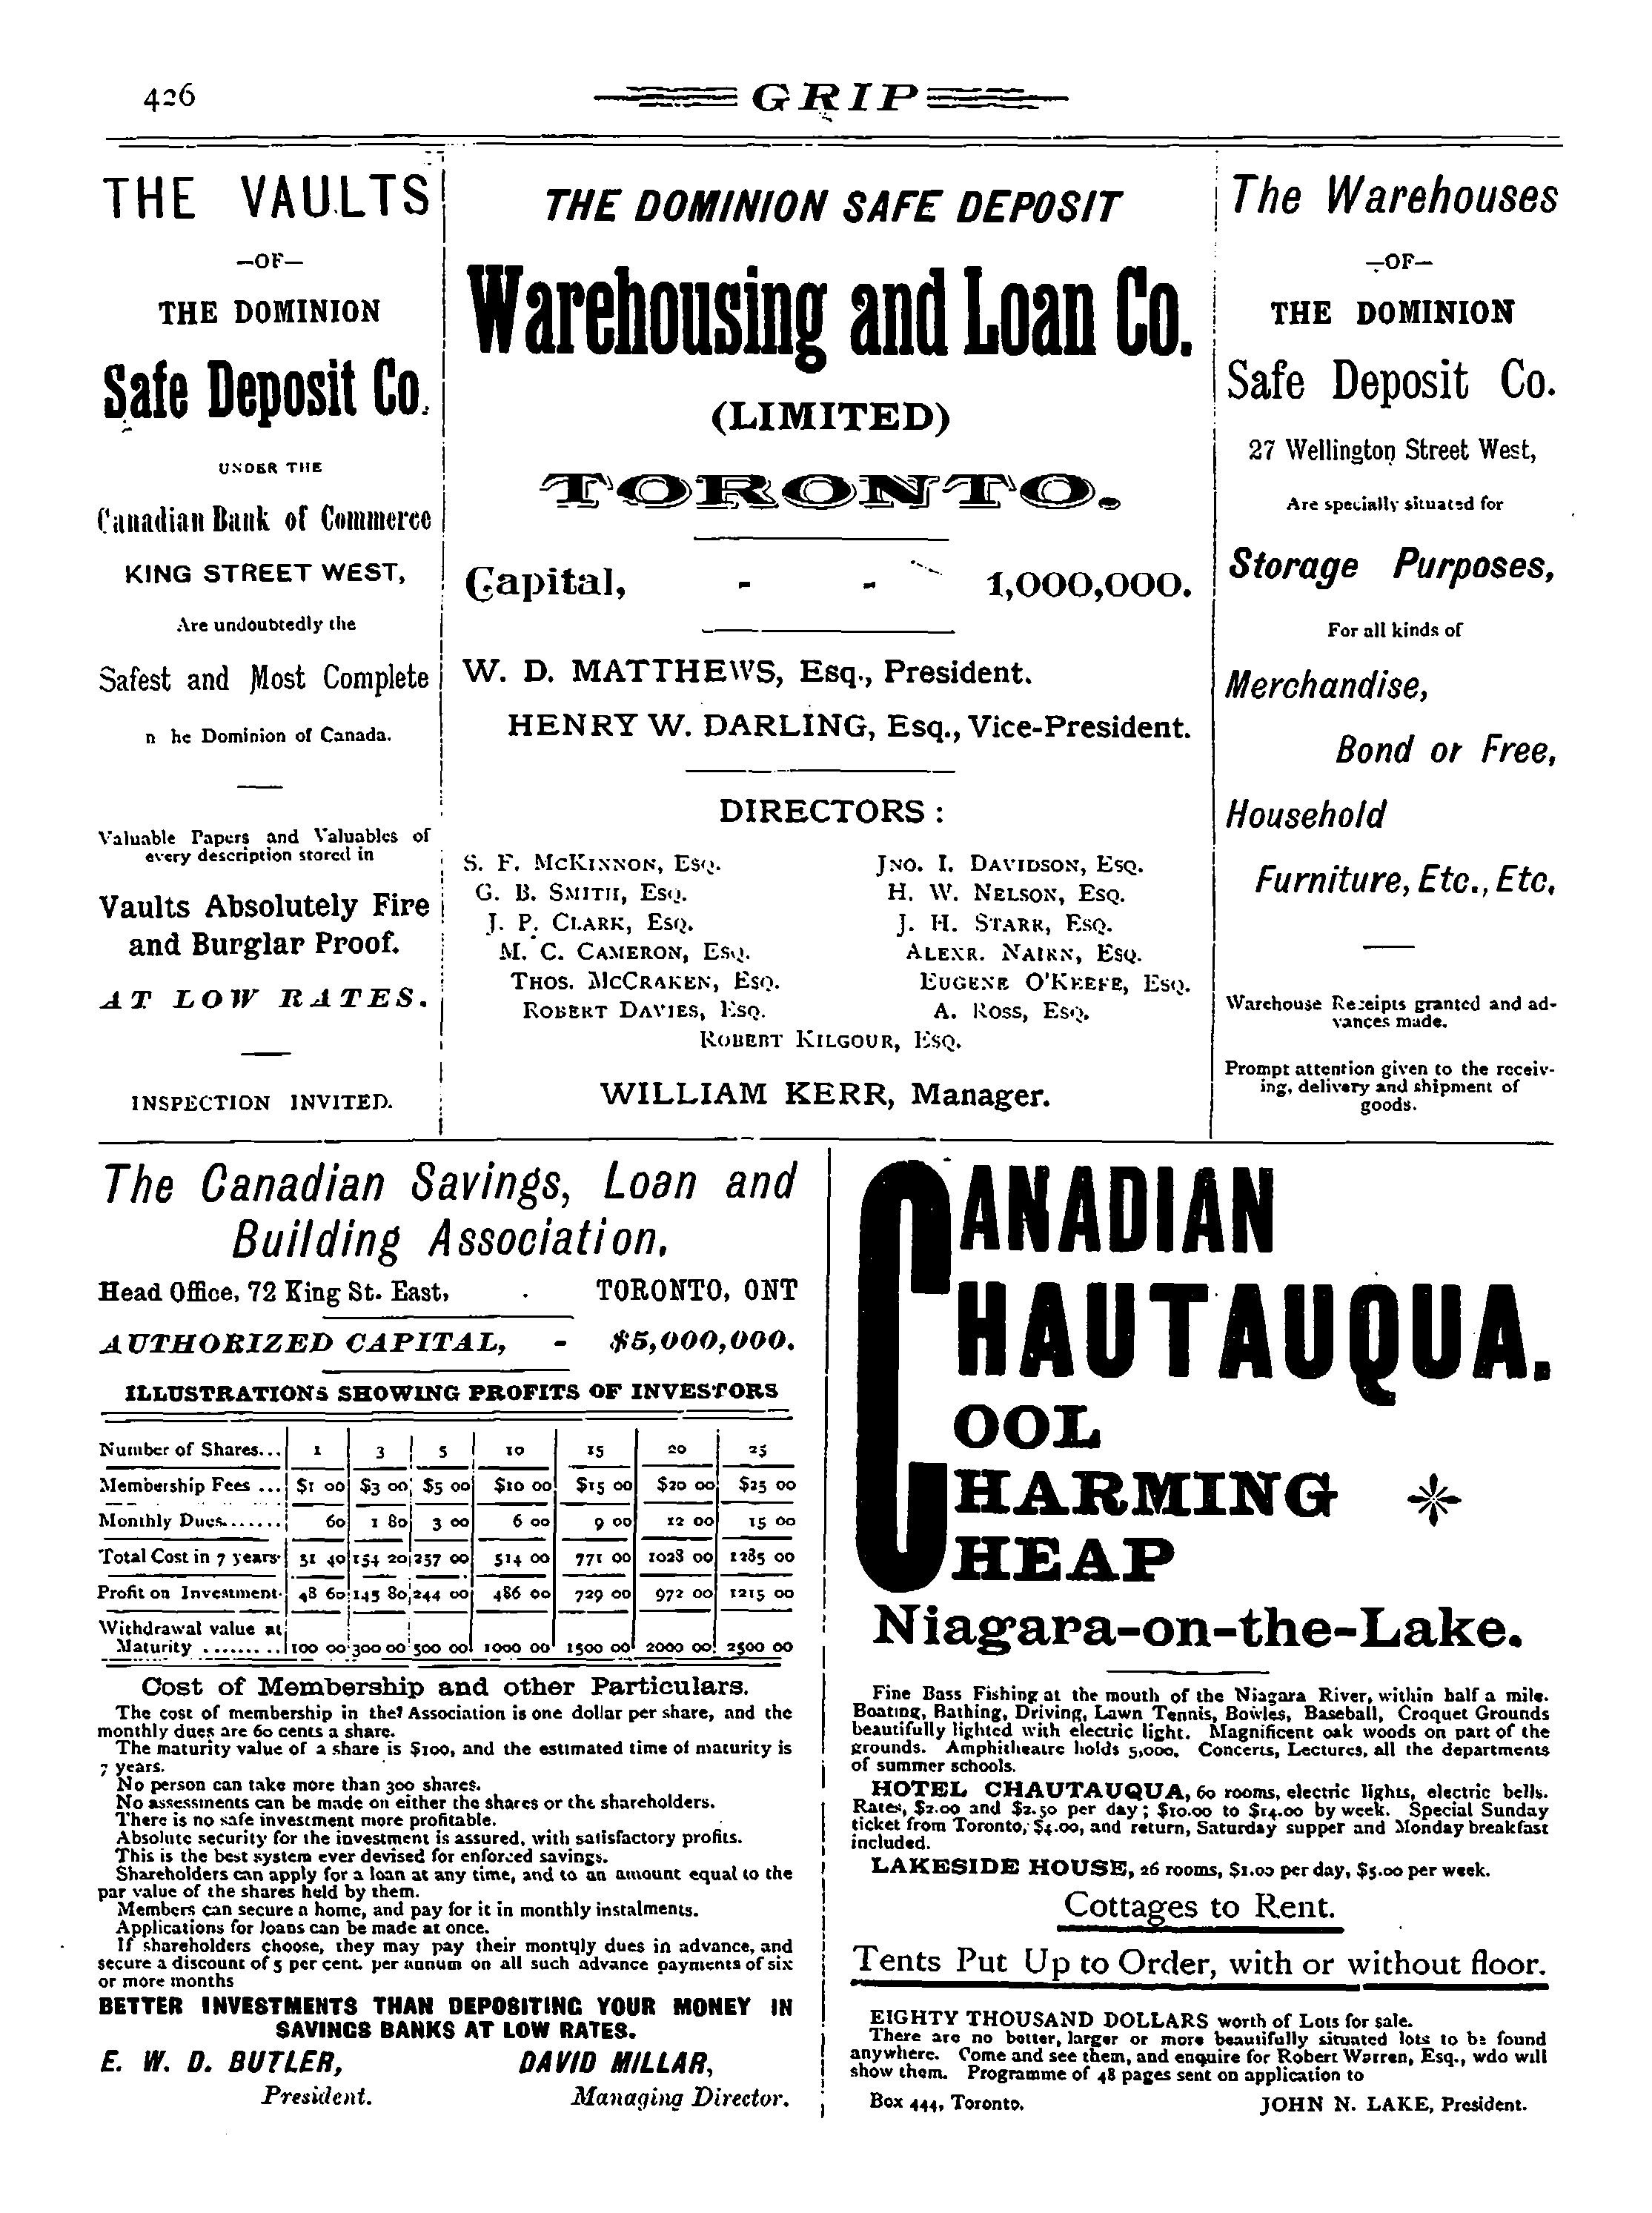 426
GRIP
THE VAULTS
—OF—
THE DOMINION
Safe Deposit Co.
UNDER THE
Canadian Bank of Commerce
KING STREET WEST,
Are undoubtedly the
Safest and Most Complete
n he Dominion of Canada.
Valuable Papers and Valuables of
every description stored in
Vaults Absolutely Fire
and Burglar Proof.
AT LOW RATES.
INSPECTION INVITED.
THE DOMINION SAFE DEPOSIT
Warehousing and Loan Co.
(LIMITED)
TORONTO.
Capital, - - 1,000,000.
W. D. MATTHEWS, Esq., President.
HENRY W. DARLING, Esq., Vice-President.
DIRECTORS :
S. F. McKinnon, Esq. Jno. I. Davidson, Esq.
G. B. Smith, Esq. H. W. Nelson, Esq.
J. P. Clark, Esq. J. H. Starr, Esq.
M. C. Cameron, Esq. Alexr. Nairn, Esq.
Thos. McCraken, Esq. Eugene O'Keefe, Esq.
Robert Davies, Esq. A. Ross, Esq.
Robert Kilgour, Esq.
WILLIAM KERR, Manager.
The Warehouses
—OF—
THE DOMINION
Safe Deposit Co.
27 Wellington Street West,
Are specially situated for
Storage Purposes,
For all kinds of
Merchandise,
Bond or Free,
Household
Furniture, Etc., Etc,
Warehouse Receipts granted and ad-
vances made.
Prompt attention given to the receiv-
ing, delivery and shipment of
goods.
The Canadian Savings, Loan and
Building Association,
Head Office, 72 King St. East, . TORONTO, ONT
AUTHORIZED CAPITAL, - $5,000,000.
ILLUSTRATIONS SHOWING PROFITS OF INVESTORS
Number of Shares... 1 3 5 10 15 20 25
Membership Fees ... $1 00 $3 00 $5 00 $10 00 $15 00 $20 00 $25 00
Monthly Dues....... 60 1 80 3 00 6 00 9 00 12 00 15 00
Total Cost in 7 years 51 40 154 20 257 00 514 00 771 00 1028 00 1285 00
Profit on Investment. 48 60 145 80 244 00 486 00 729 00 972 00 1215 00
Withdrawal value at
Maturity ........ 100 00 300 00 500 00 1000 00 1500 00 2000 00 2500 00
Cost of Membership and other Particulars.
The cost of membership in the Association is one dollar per share, and the
monthly dues are 60 cents a share.
The maturity value of a share is $100, and the estimated time of maturity is
7 years.
No person can take more than 300 shares.
No assessments can be made on either the shares or the shareholders.
There is no safe investment more profitable.
Absolute security for the investment is assured, with satisfactory profits.
This is the best system ever devised for enforced savings.
Shareholders can apply for a loan at any time, and to an amount equal to the
par value of the shares held by them.
Members can secure a home, and pay for it in monthly instalments.
Applications for loans can be made at once.
If shareholders choose, they may pay their montqly dues in advance, and
secure a discount of 5 per cent. per annum on all such advance payments of six
or more months
BETTER INVESTMENTS THAN DEPOSITING YOUR MONEY IN
SAVINGS BANKS AT LOW RATES.
E. W. D. BUTLER, DAVID MILLAR,
President. Managing Director.
CANADIAN
HAUTAUQUA.
OOL
HARMING
HEAP
Niagara-on-the-Lake.
Fine Bass Fishing at the mouth of the Niagara River, within half a mile.
Boating, Bathing, Driving, Lawn Tennis, Bowles, Baseball, Croquet Grounds
beautifully lighted with electric light. Magnificent oak woods on part of the
grounds. Amphitheatre holds 5,000. Concerts, Lectures, all the departments
of summer schools.
HOTEL CHAUTAUQUA, 60 rooms, electric lights, electric bells.
Rates, $2.00 and $2.50 per day; $10.00 to $14.00 by week. Special Sunday
ticket from Toronto, $4.00, and return, Saturday supper and Monday breakfast
included.
LAKESIDE HOUSE, 26 rooms, $1.00 per day, $5.00 per week.
Cottages to Rent.
Tents Put Up to Order, with or without floor.
EIGHTY THOUSAND DOLLARS worth of Lots for sale.
There are no better, larger or more beautifully situated lots to be found
anywhere. Come and see them, and enquire for Robert Warren, Esq., wdo will
show them. Programme of 48 pages sent on application to
Box 444, Toronto. JOHN N. LAKE, President.